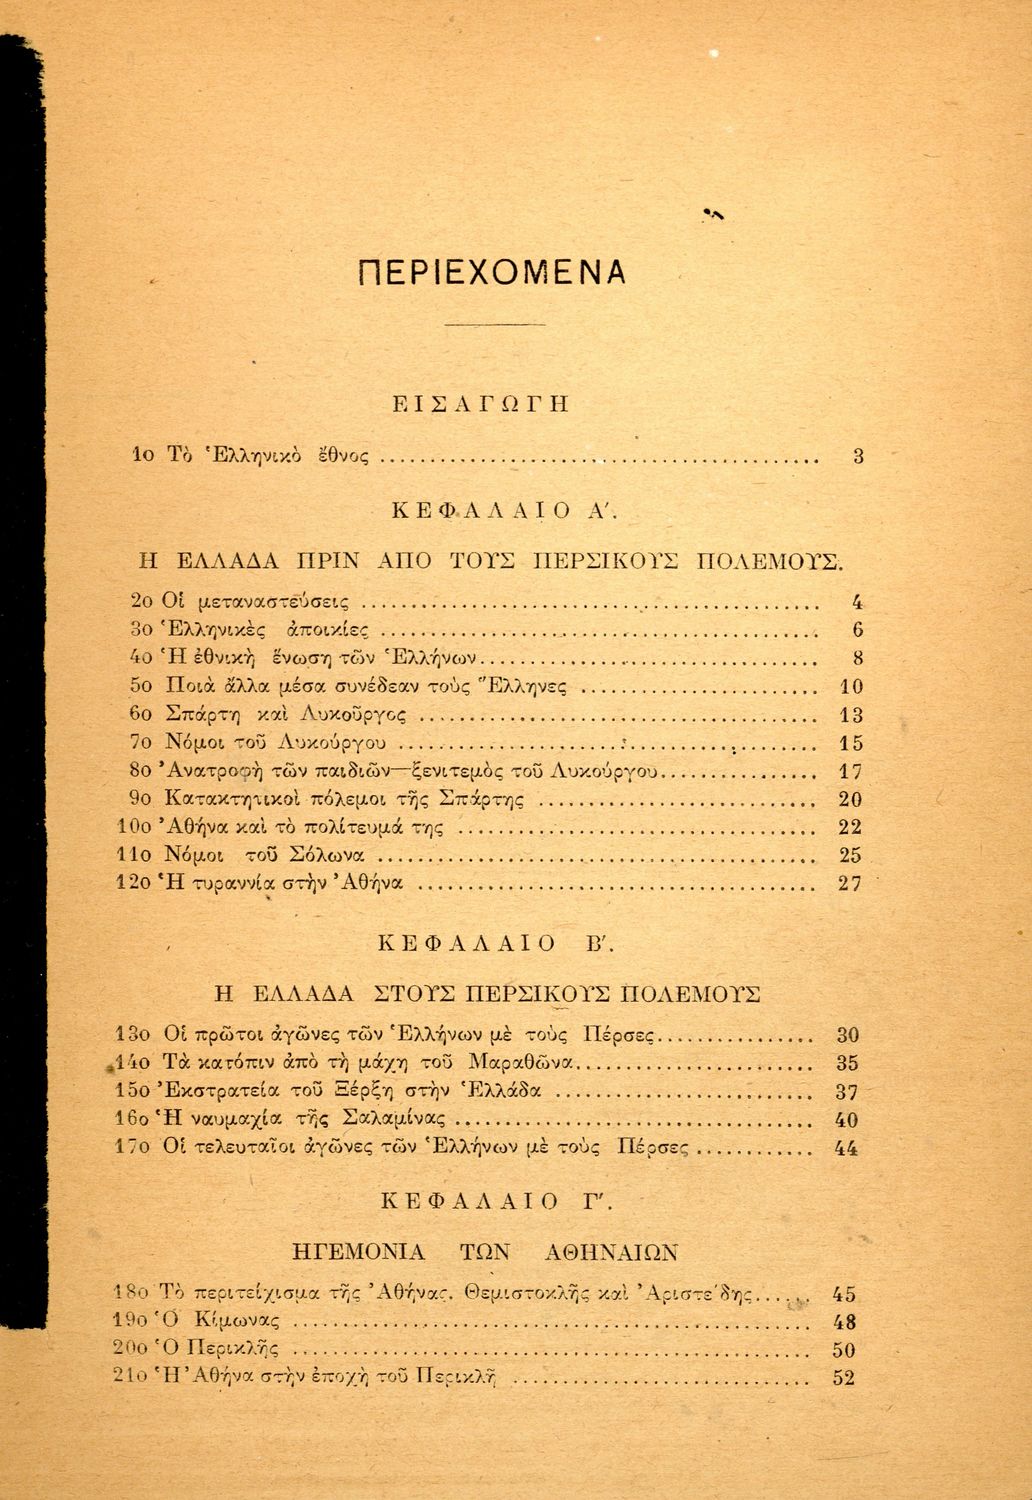 ΠΕΡΙΕΧΟΜΕΝΑ
ΕΙΣΑΓΩΓΗ
1ο Τὸ Ἑλληνικὸ ἔθνος ........................................ 3
ΚΕΦΑΛΑΙΟ Α΄.
Η ΕΛΛΑΔΑ ΠΡΙΝ ΑΠΟ ΤΟΥΣ ΠΕΡΣΙΚΟΥΣ ΠΟΛΕΜΟΥΣ.
2ο Οἱ μεταναστεύσεις ........................................ 4
3ο Ἑλληνικὲς ἀποικίες ........................................ 6
4ο Ἡ ἐθνικὴ ἕνωση τῶν Ἑλλήνων .............................. 8
5ο Ποιὰ ἄλλα μέσα συνέδεαν τοὺς Ἕλληνες ..................... 10
6ο Σπάρτη καὶ Λυκοῦργος .................................... 13
7ο Νόμοι τοῦ Λυκούργου ..................................... 15
8ο Ἀνατροφὴ τῶν παιδιῶν—ξενιτεμὸς τοῦ Λυκούργου .............. 17
9ο Κατακτητικοὶ πόλεμοι τῆς Σπάρτης ......................... 20
10ο Ἀθήνα καὶ τὸ πολίτευμά της .............................. 22
11ο Νόμοι τοῦ Σόλωνα ....................................... 25
12ο Ἡ τυραννία στὴν Ἀθήνα .................................. 27
ΚΕΦΑΛΑΙΟ Β΄.
Η ΕΛΛΑΔΑ ΣΤΟΥΣ ΠΕΡΣΙΚΟΥΣ ΠΟΛΕΜΟΥΣ
13ο Οἱ πρῶτοι ἀγῶνες τῶν Ἑλλήνων μὲ τοὺς Πέρσες ............... 30
14ο Τὰ κατόπιν ἀπὸ τὴ μάχη τοῦ Μαραθῶνα ..................... 35
15ο Ἐκστρατεία τοῦ Ξέρξη στὴν Ἑλλάδα ........................ 37
16ο Ἡ ναυμαχία τῆς Σαλαμίνας ................................ 40
17ο Οἱ τελευταῖοι ἀγῶνες τῶν Ἑλλήνων μὲ τοὺς Πέρσες ............ 44
ΚΕΦΑΛΑΙΟ Γ΄.
ΗΓΕΜΟΝΙΑ ΤΩΝ ΑΘΗΝΑΙΩΝ
18ο Τὸ περιτείχισμα τῆς Ἀθήνας. Θεμιστοκλῆς καὶ Ἀριστείδης ...... 45
19ο Ὁ Κίμωνας ............................................. 48
20ο Ὁ Περικλῆς ............................................. 50
21ο Ἡ Ἀθήνα στὴν ἐποχὴ τοῦ Περικλῆ .......................... 52